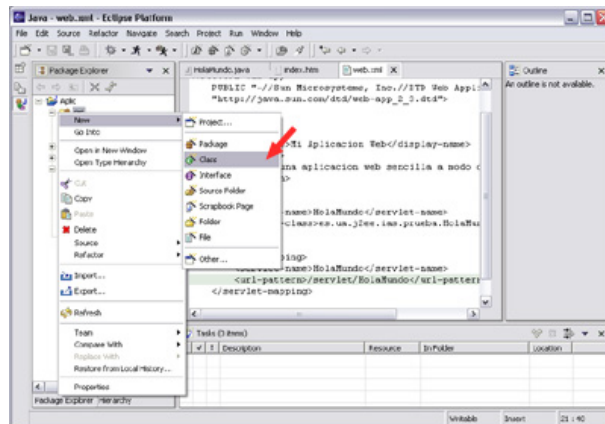 Java - web.xml - Eclipse Platform
File Edit Source Refactor Navigate Search Project Run Window Help
Package Explorer
HolaMundo.java
index.htm
web.xml
Outline
An outline is not available.
Aplic
PUBLIC "-//Sun Microsystems, Inc.//DTD Web Appli
"http://java.sun.com/dtd/web-app_2_3.dtd">
>Mi Aplicacion Web</display-name>
una aplicacion web sencilla a modo
-name>HolaMundo</servlet-name>
-class>es.ua.j2ee.ias.prueba.HolaMun
ping>
<servlet-name>HolaMundo</servlet-name>
<url-pattern>/servlet/HolaMundo</url-pattern
</servlet-mapping>
New
Go Into
Open in New Window
Open Type Hierarchy
Cut
Copy
Paste
Delete
Source
Refactor
Import...
Export...
Refresh
Team
Compare With
Replace With
Restore from Local History...
Properties
Project...
Package
Class
Interface
Source Folder
Scrapbook Page
Folder
File
Other...
Tasks (0 items)
! Description Resource In Folder Location
Package Explorer Hierarchy
Writable Insert 21 : 40